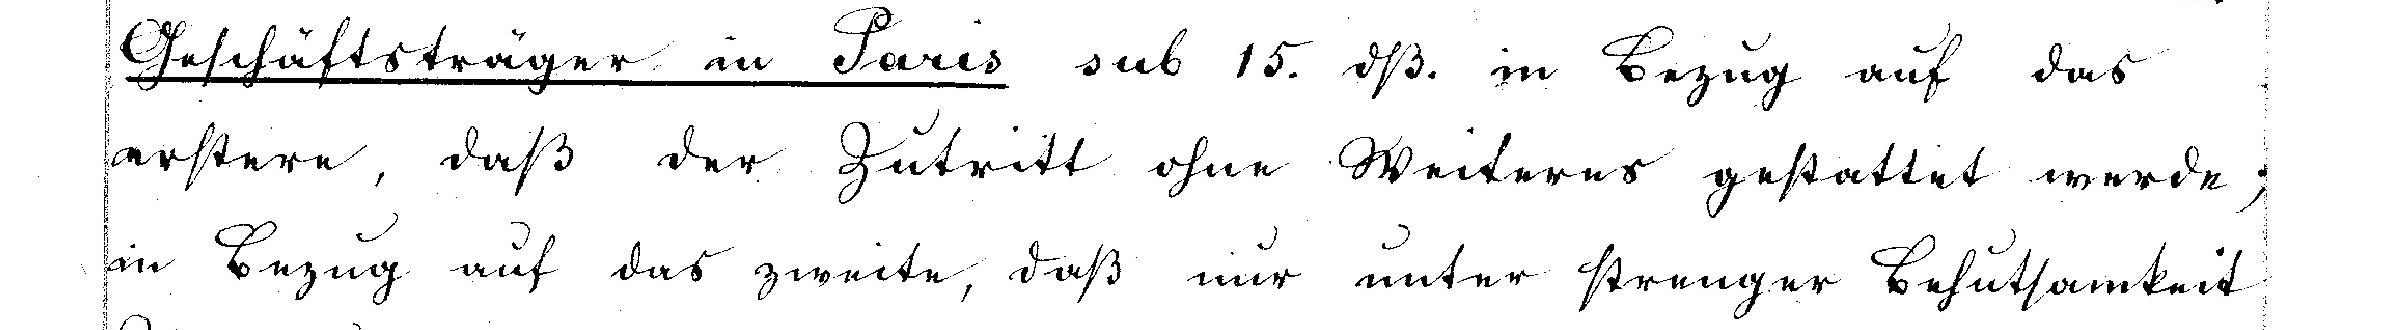 Geschäftsträger in Paris sub 15. dß. in Bezug auf das
erstere, daß der Zutritt ohne Weiteres gestattet werde;
in Bezug auf das zweite, daß nur unter strenger Behutsamkeit